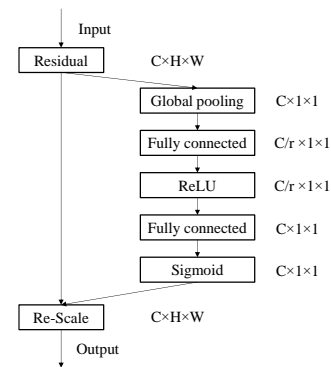 Input
Residual C×H×W
Global pooling C×1×1
Fully connected C/r ×1×1
ReLU C/r ×1×1
Fully connected C×1×1
Sigmoid C×1×1
Re-Scale C×H×W
Output